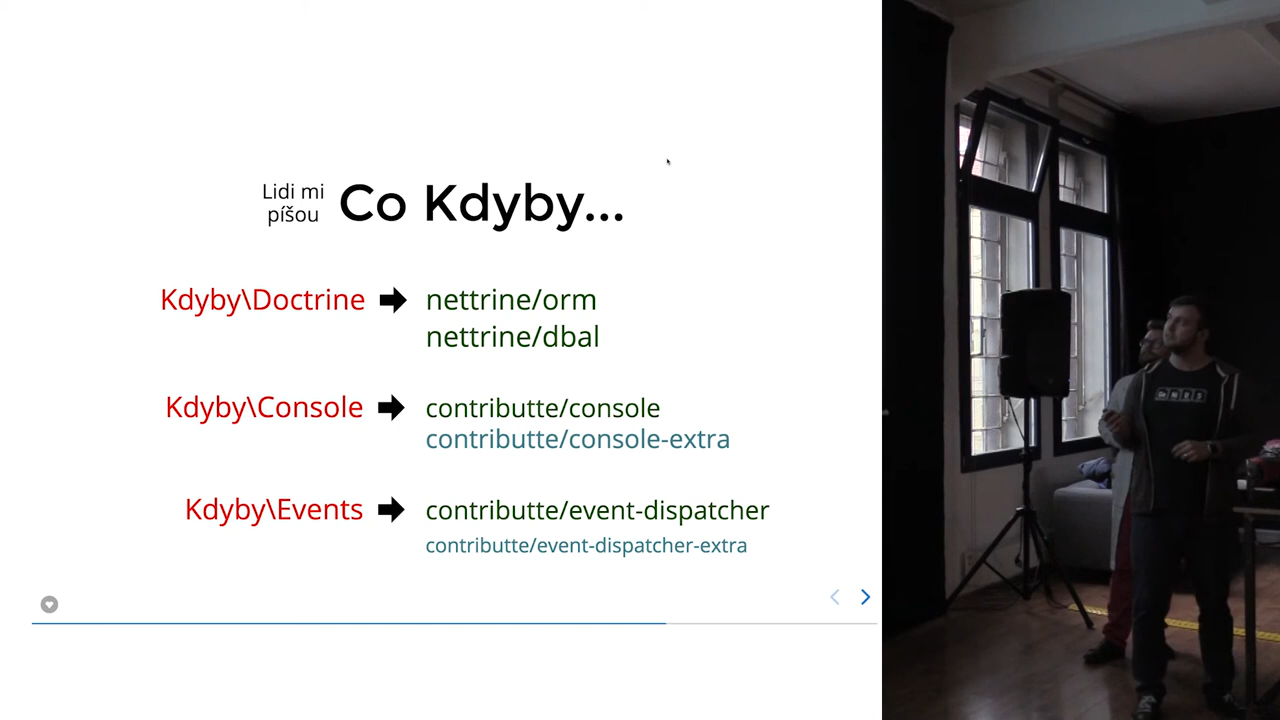 Lidi mi
píšou
Co Kdyby...
Kdyby\Doctrine
nettrine/orm
nettrine/dbal
Kdyby\Console
contributte/console
contributte/console-extra
Kdyby\Events
contributte/event-dispatcher
contributte/event-dispatcher-extra